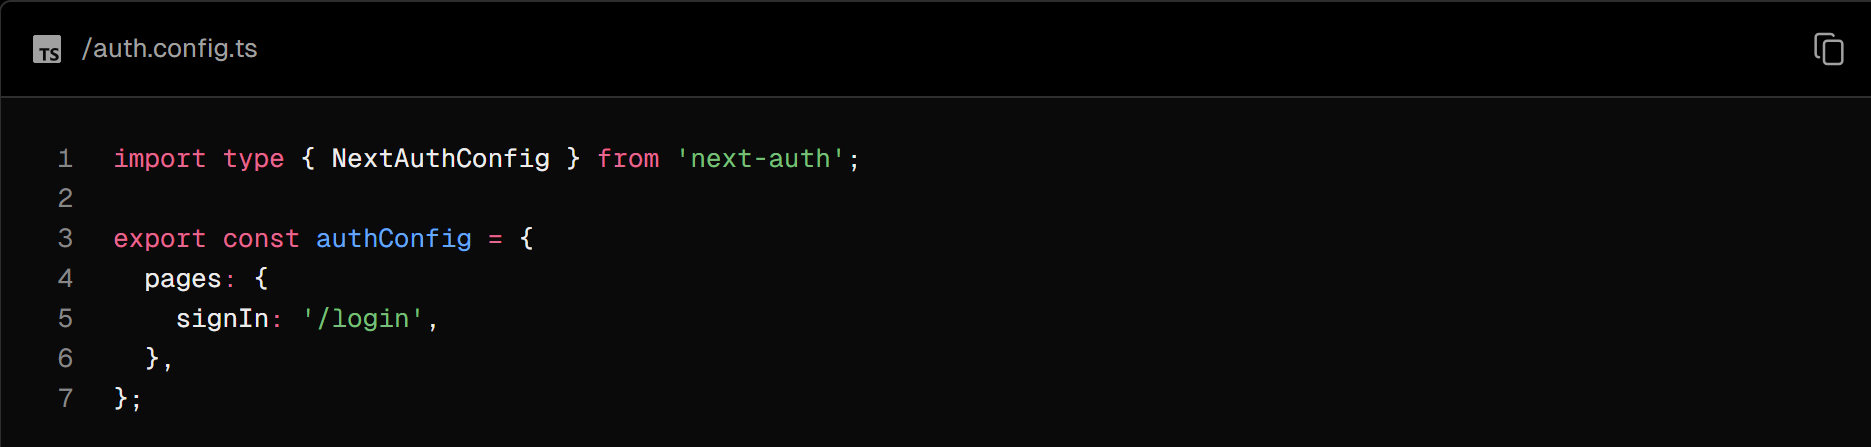 TS /auth.config.ts
1 import type { NextAuthConfig } from 'next-auth';
2
3 export const authConfig = {
4   pages: {
5     signIn: '/login',
6   },
7 };